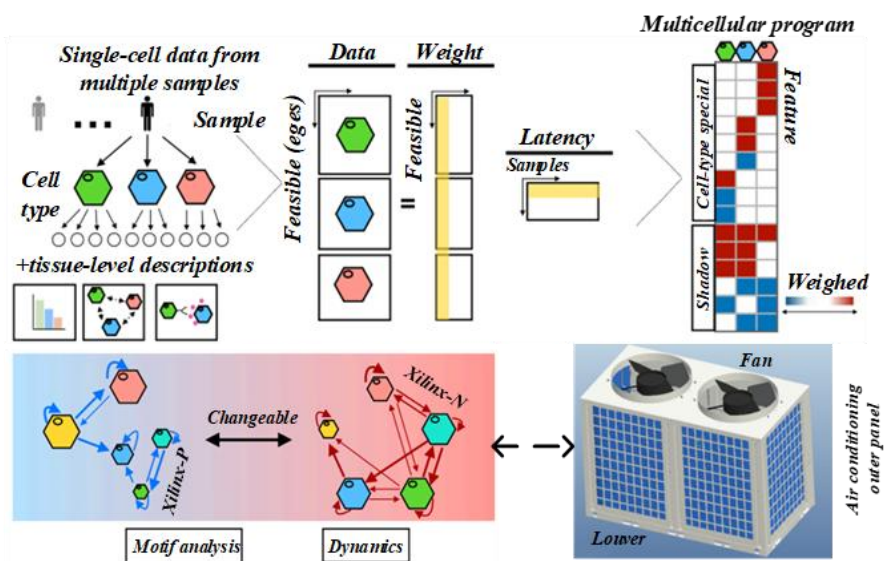 Single-cell data from
multiple samples
Sample
Cell
type
+tissue-level descriptions
Data
Weight
Feasible (eges)
Feasible
=
Latency
Samples
Multicellular program
Feature
Cell-type special
Shadow
Weighed
Xilinx-P
Changeable
Xilinx-N
Motif analysis
Dynamics
Fan
Louver
Air conditioning
outer panel